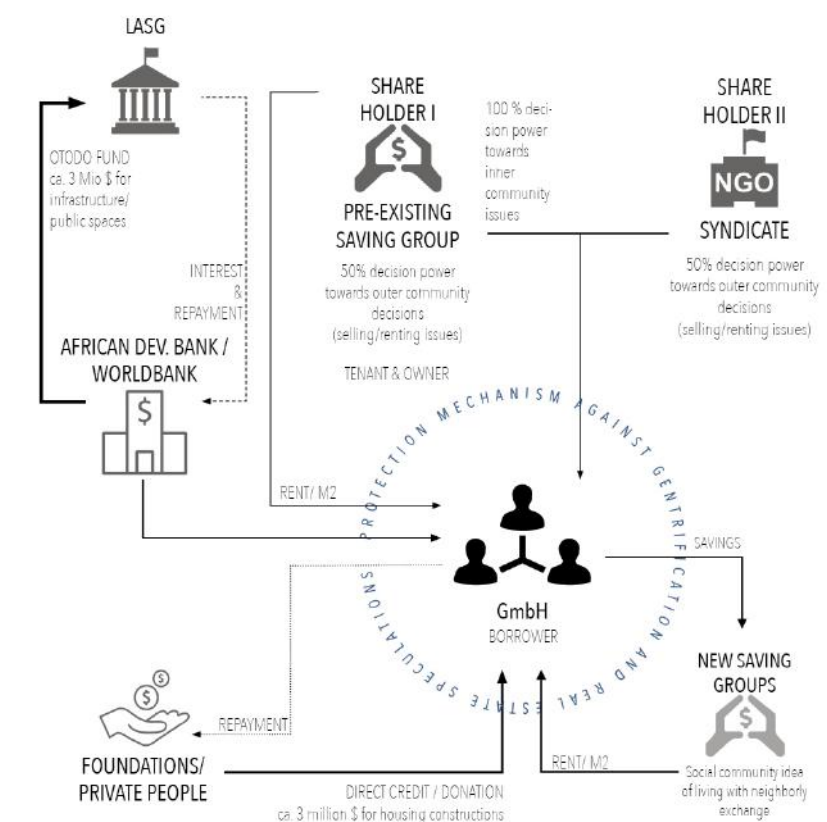 LASG
OTODO FUND
ca. 3 Mio $ for
infrastructure/
public spaces
INTEREST
&
REPAYMENT
AFRICAN DEV. BANK /
WORLDBANK
$
SHARE
HOLDER I
$
PRE-EXISTING
SAVING GROUP
50% decision power
towards outer community
decisions
(selling/renting issues)
TENANT & OWNER
100 % deci-
sion power
towards
inner
community
issues
SHARE
HOLDER II
NGO
SYNDICATE
50% decision power
towards outer community
decisions
(selling/renting issues)
PROTECTION MECHANISM AGAINST GENTRIFICATION AND REAL ESTATE SPECULATIONS
RENT/ M2
GmbH
BORROWER
SAVINGS
NEW SAVING
GROUPS
$
Social community idea
of living with neighborly
exchange
RENT/ M2
REPAYMENT
$
$
FOUNDATIONS/
PRIVATE PEOPLE
DIRECT CREDIT / DONATION
ca. 3 million $ for housing constructions